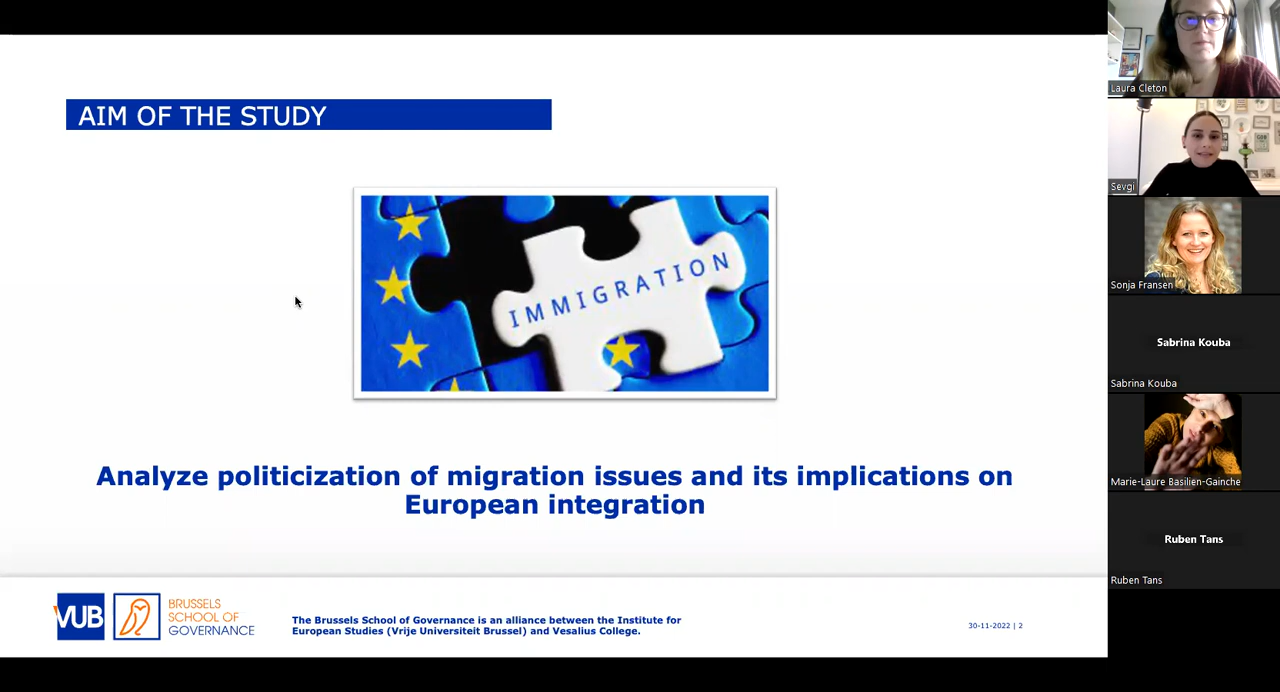 AIM OF THE STUDY
IMMIGRATION
Analyze politicization of migration issues and its implications on
European integration
VUB
BRUSSELS
SCHOOL OF
GOVERNANCE
The Brussels School of Governance is an alliance between the Institute for
European Studies (Vrije Universiteit Brussel) and Vesalius College.
30-11-2022 | 2
Laura Cleton
Sevgi
Sonja Fransen
Sabrina Kouba
Sabrina Kouba
Marie-Laure Basilien-Gainche
Ruben Tans
Ruben Tans